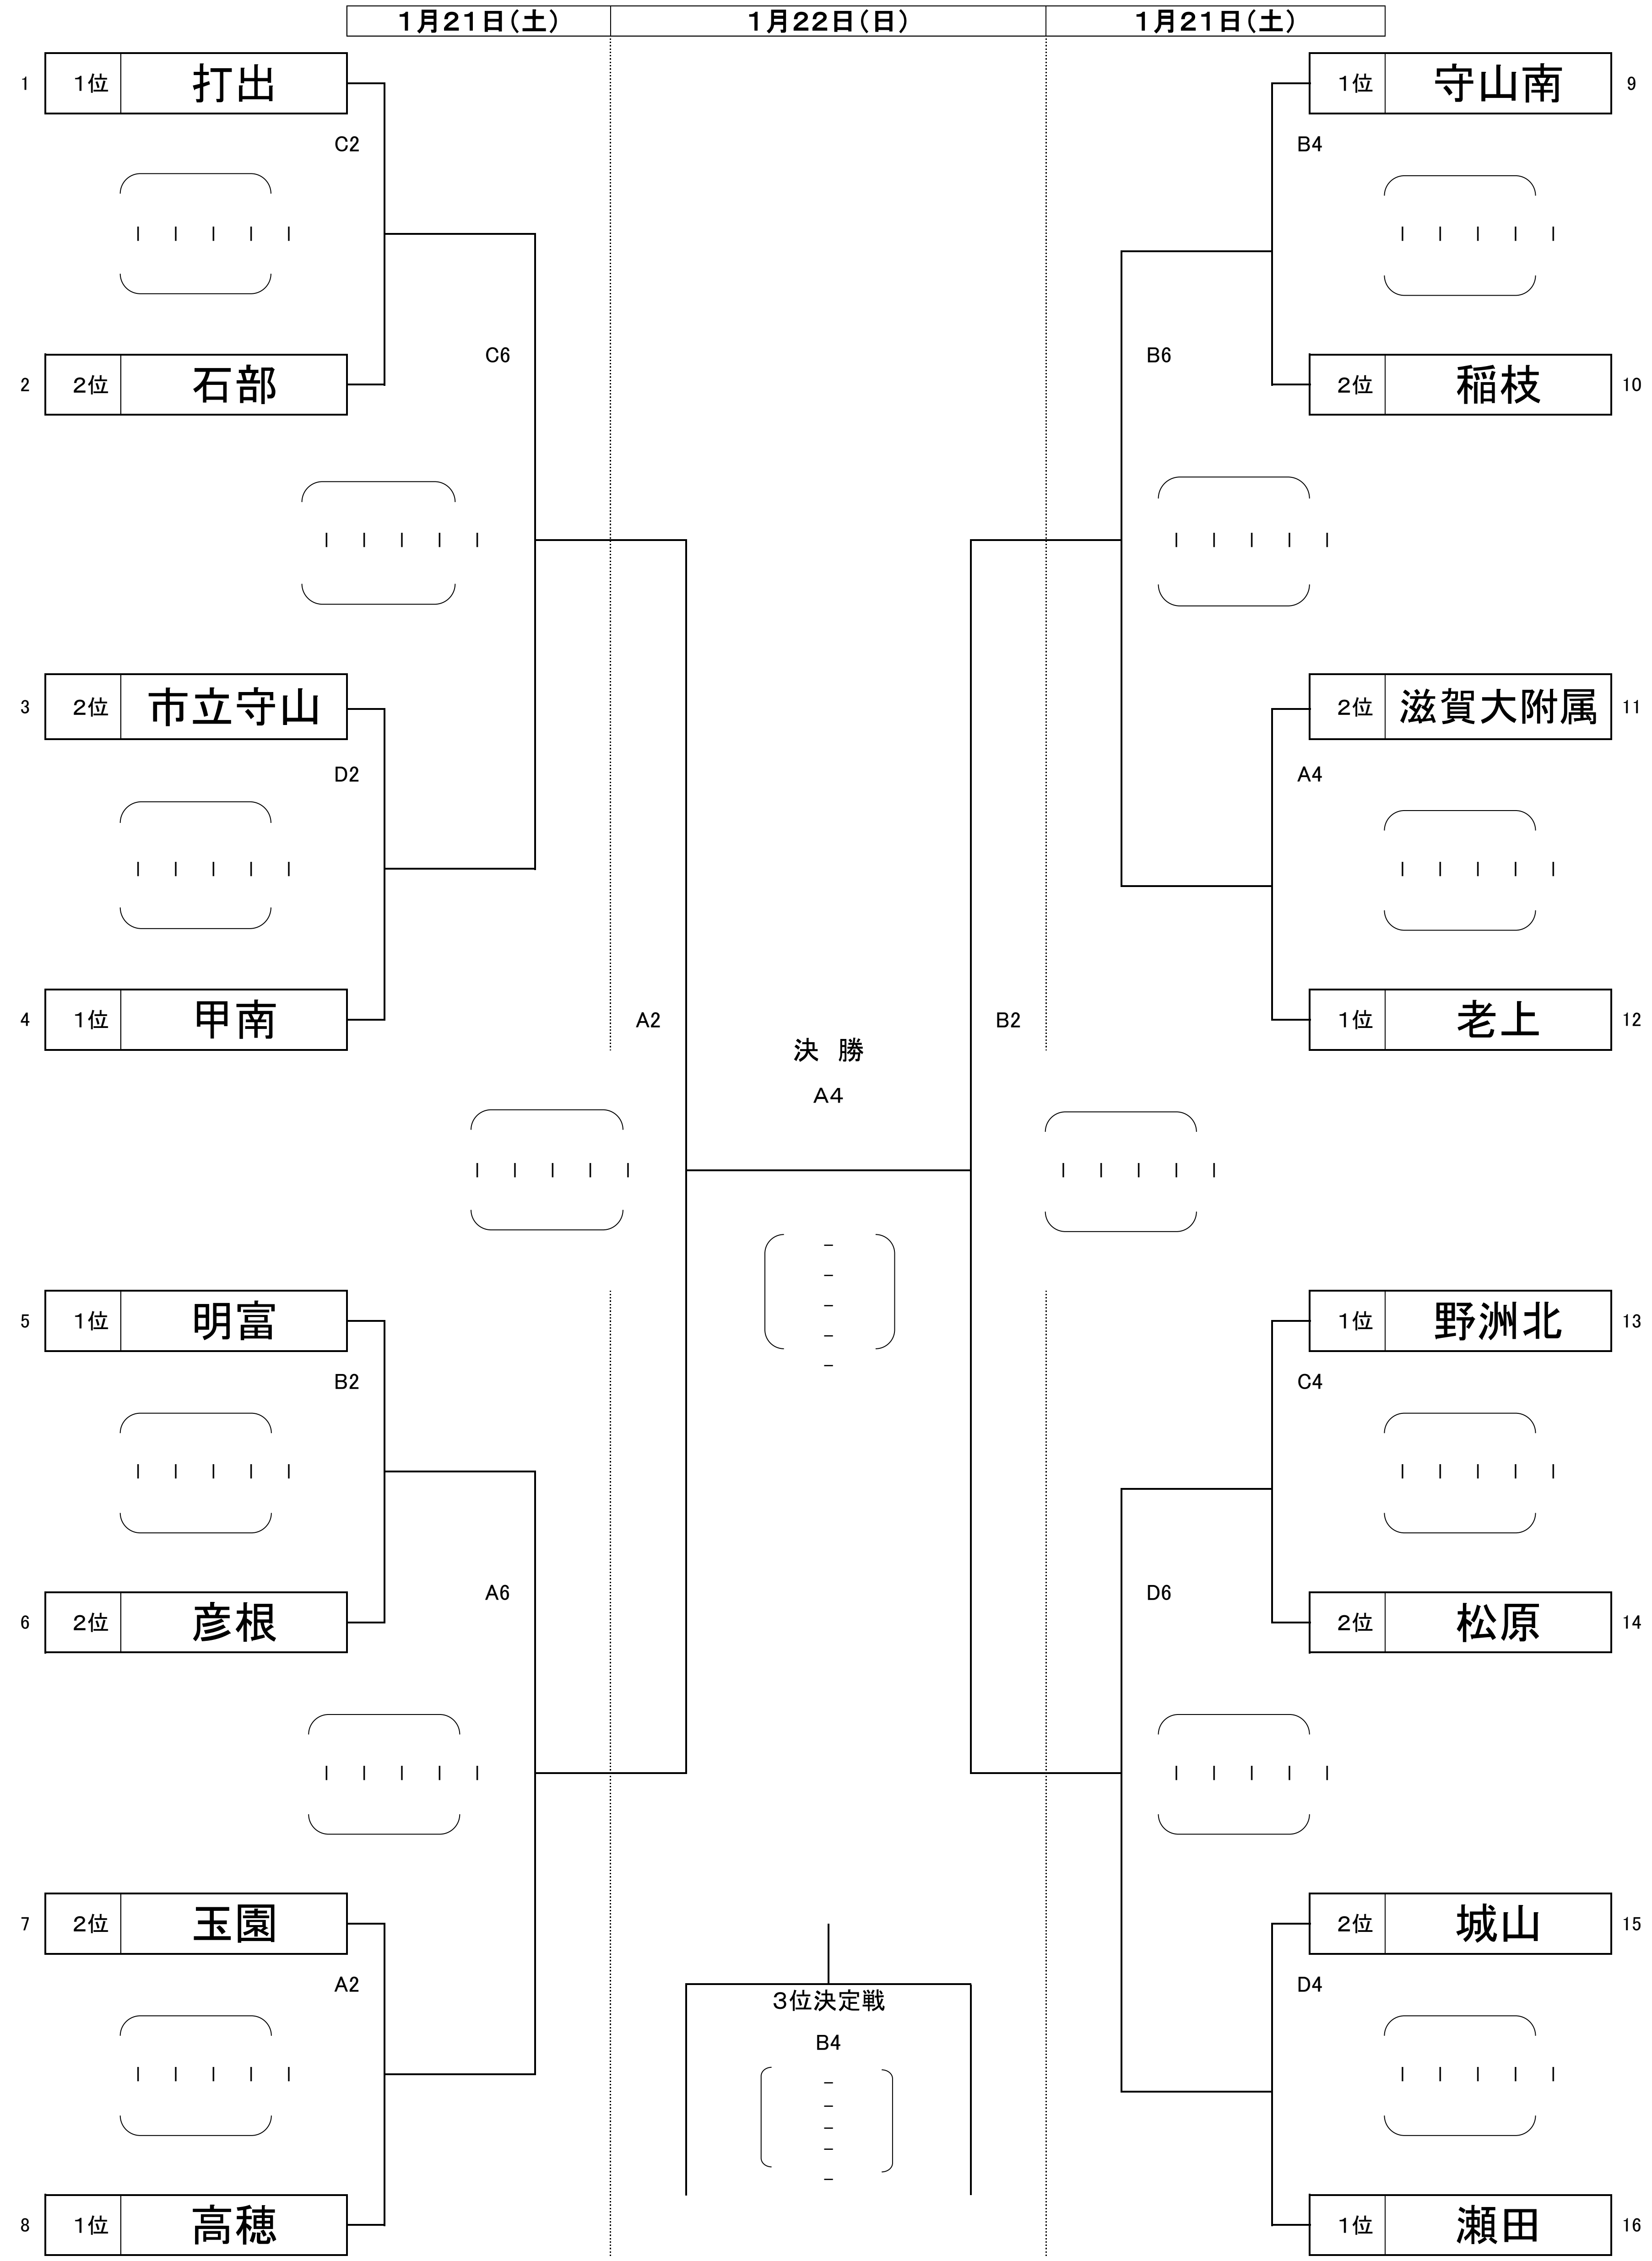 1月21日（土） 1月22日（日） 1月21日（土）
1 1位 打出 守山南 1位 9
C2 B4
C6 B6
2 2位 石部 2位 稲枝 10
3 2位 市立守山 2位 滋賀大附属 11
D2 A4
4 1位 甲南 A2 B2 1位 老上 12
決 勝
A4
5 1位 明富 1位 野洲北 13
B2 C4
A6 D6
6 2位 彦根 2位 松原 14
7 2位 玉園 2位 城山 15
A2 D4
3位決定戦
B4
8 1位 高穂 1位 瀬田 16